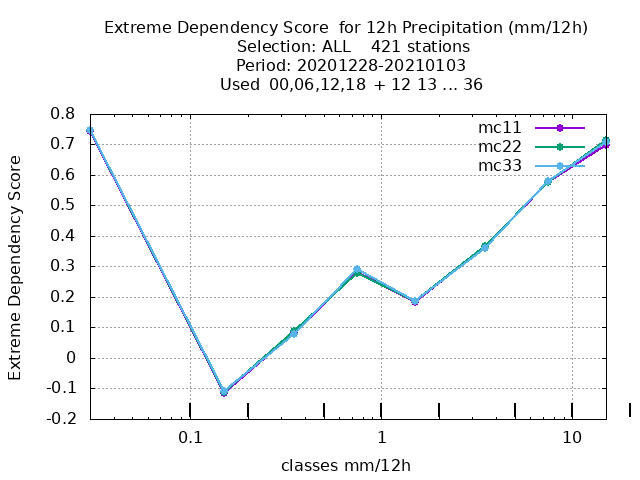 Extreme Dependency Score  for 12h Precipitation (mm/12h)
Selection: ALL    421 stations
Period: 20201228-20210103
Used  00,06,12,18  + 12 13 ... 36
mc11
mc22
mc33
Extreme Dependency Score
0.8
0.7
0.6
0.5
0.4
0.3
0.2
0.1
0
-0.1
-0.2
0.1 1 10
classes mm/12h